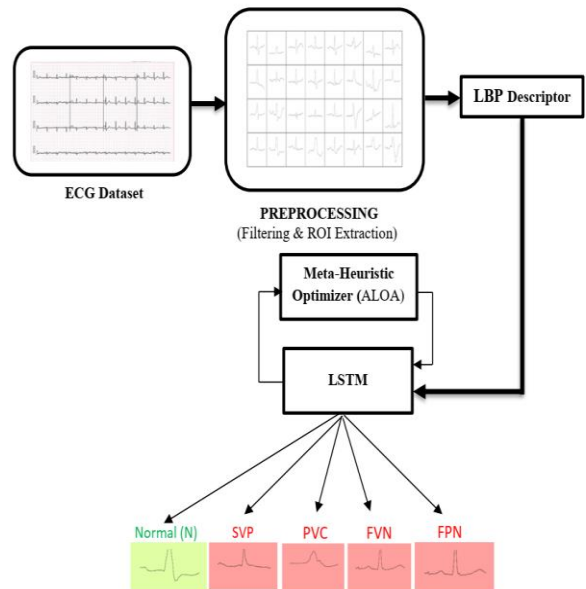 ECG Dataset
PREPROCESSING
(Filtering & ROI Extraction)
LBP Descriptor
Meta-Heuristic
Optimizer (ALOA)
LSTM
Normal (N)
SVP
PVC
FVN
FPN